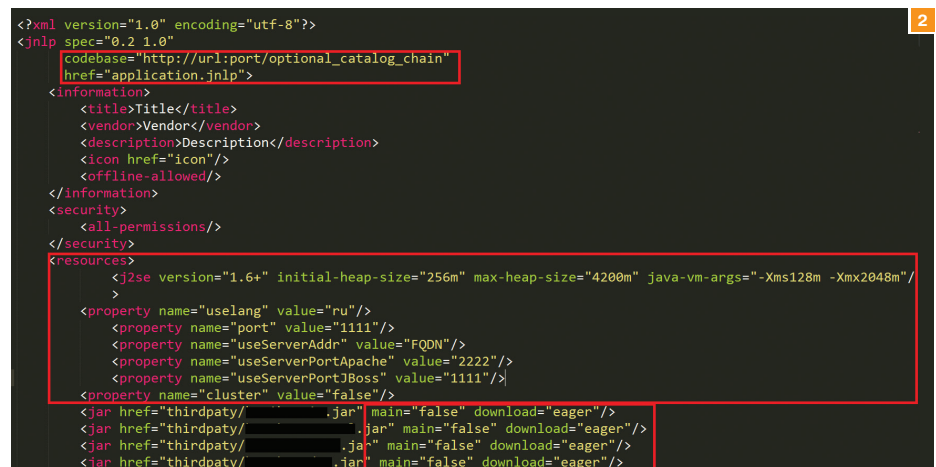 2
<?xml version="1.0" encoding="utf-8"?>
<jnlp spec="0.2 1.0"
codebase="http://url:port/optional_catalog_chain"
href="application.jnlp">
<information>
<title>Title</title>
<vendor>Vendor</vendor>
<description>Description</description>
<icon href="icon"/>
<offline-allowed/>
</information>
<security>
<all-permissions/>
</security>
<resources>
<j2se version="1.6+" initial-heap-size="256m" max-heap-size="4200m" java-vm-args="-Xms128m -Xmx2048m"/
>
<property name="uselang" value="ru"/>
<property name="port" value="1111"/>
<property name="useServerAddr" value="FQDN"/>
<property name="useServerPortApache" value="2222"/>
<property name="useServerPortJBoss" value="1111"/>
<property name="cluster" value="false"/>
<jar href="thirdpaty/ .jar" main="false" download="eager"/>
<jar href="thirdpaty/ .jar" main="false" download="eager"/>
<jar href="thirdpaty/ .jar" main="false" download="eager"/>
<jar href="thirdpaty/ .jar" main="false" download="eager"/>